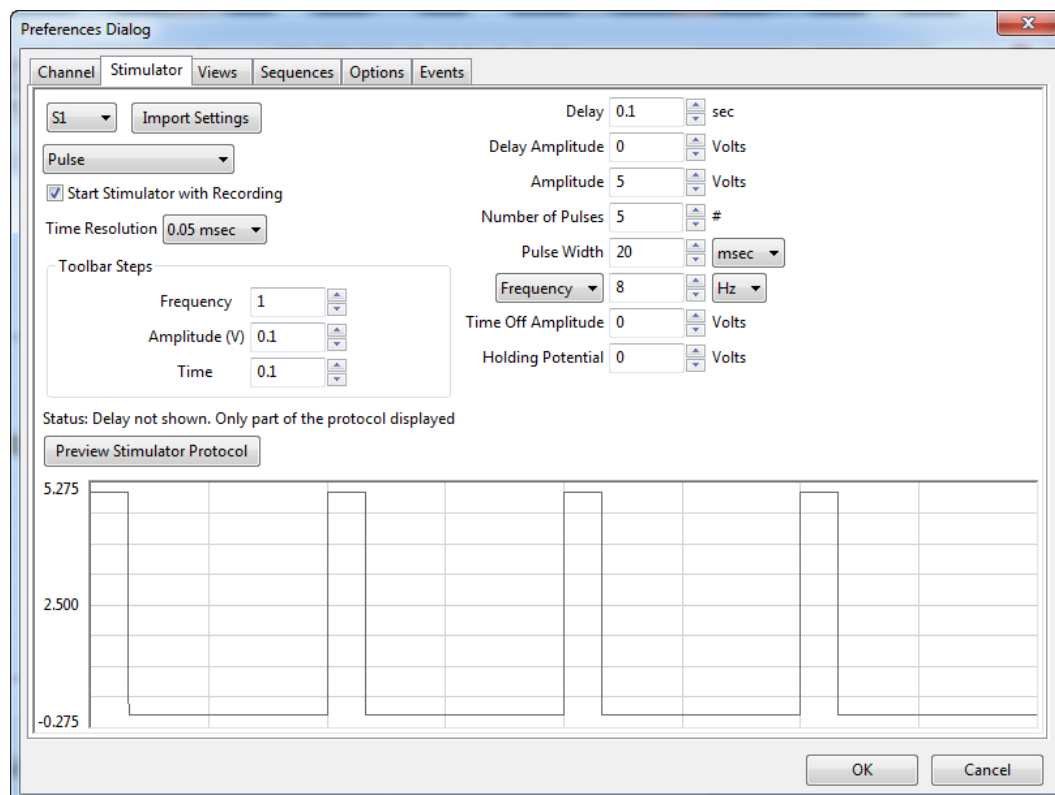 Preferences Dialog
Channel Stimulator Views Sequences Options Events
S1 Import Settings
Pulse
Start Stimulator with Recording
Time Resolution 0.05 msec
Toolbar Steps
Frequency 1
Amplitude (V) 0.1
Time 0.1
Delay 0.1 sec
Delay Amplitude 0 Volts
Amplitude 5 Volts
Number of Pulses 5 #
Pulse Width 20 msec
Frequency 8 Hz
Time Off Amplitude 0 Volts
Holding Potential 0 Volts
Status: Delay not shown. Only part of the protocol displayed
Preview Stimulator Protocol
5.275
2.500
-0.275
OK Cancel